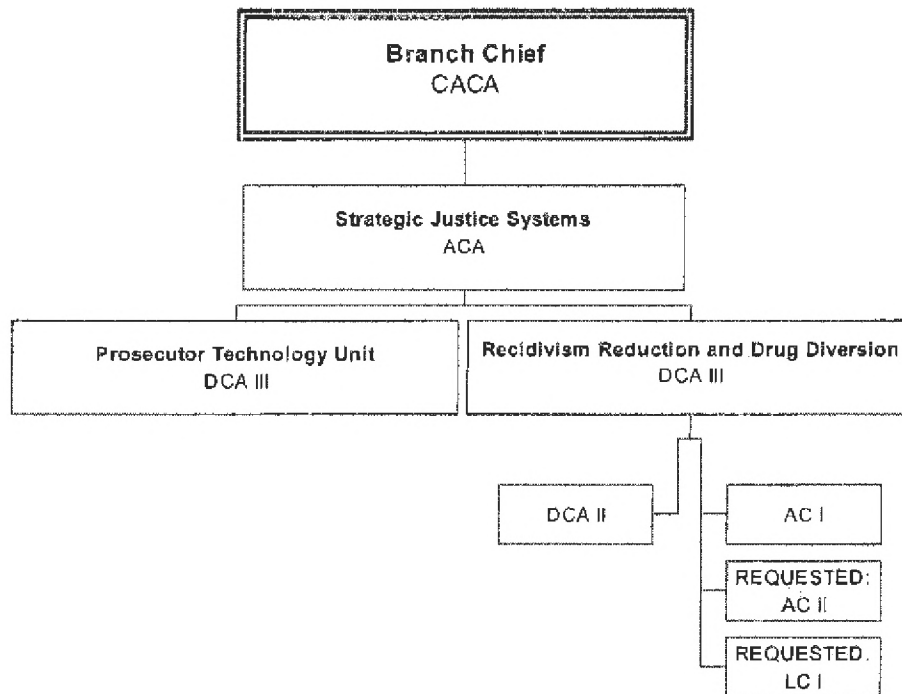 Branch Chief
CACA
Strategic Justice Systems
ACA
Prosecutor Technology Unit
DCA III
Recidivism Reduction and Drug Diversion
DCA III
DCA II
AC I
REQUESTED:
AC II
REQUESTED.
LC I